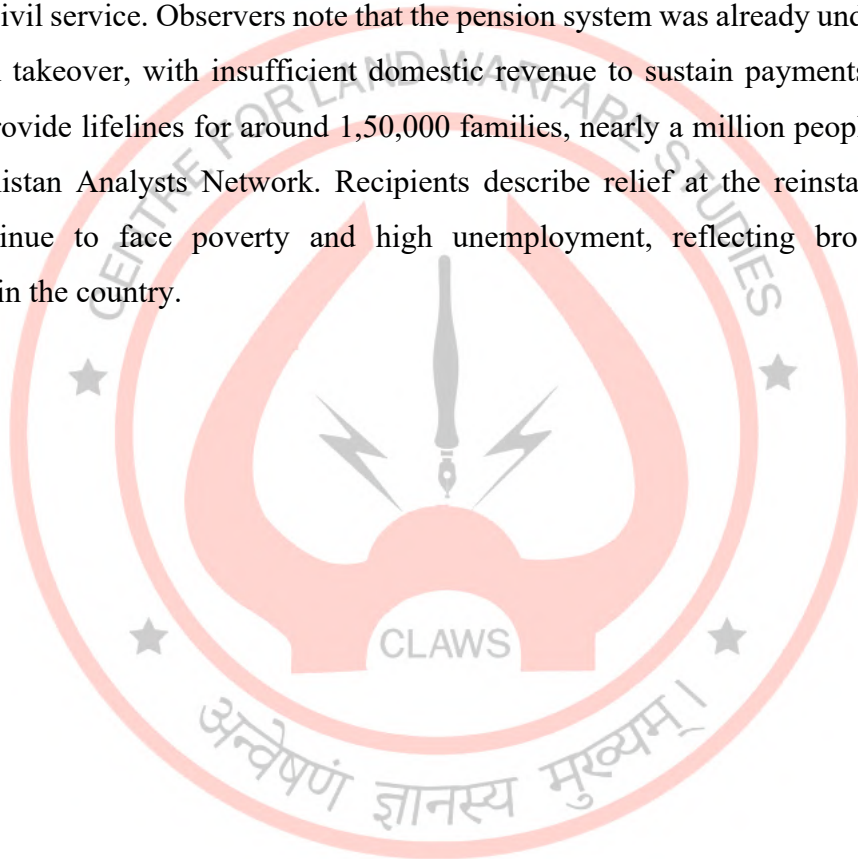 ivil service. Observers note that the pension system was already und
takeover, with insufficient domestic revenue to sustain payments
rovide lifelines for around 1,50,000 families, nearly a million peopl
istan Analysts Network. Recipients describe relief at the reinsta
inue to face poverty and high unemployment, reflecting bro
in the country.
CENTRE FOR LAND WARFARE STUDIES
CLAWS
अन्वेषणं ज्ञानस्य मुख्यम्।